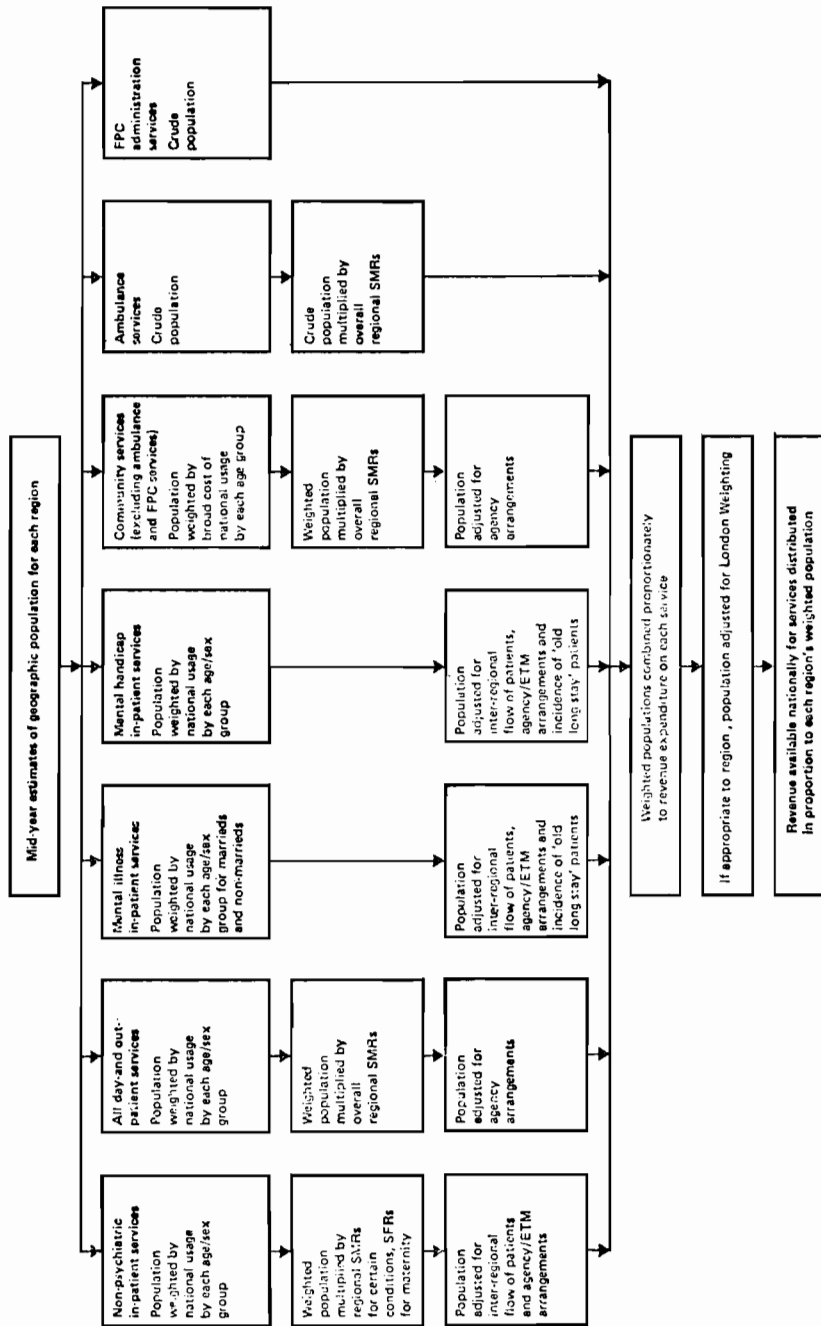 Mid-year estimates of geographic population for each region
Non-psychiatric
in-patient services
Population
weighted by
national usage
by each age/sex
group
Weighted
population
multiplied by
regional SMRs
for certain
conditions, SFRs
for maternity
Population
adjusted for
inter-regional
flow of patients
and agency/ETM
arrangements
All day-and out-
patient services
Population
weighted by
national usage
by each age/sex
group
Weighted
population
multiplied by
overall
regional SMRs
Population
adjusted for
agency
arrangements
Mental illness
in-patient services
Population
weighted by
national usage
by each age/sex
group for marrieds
and non-marrieds
Population
adjusted for
inter-regional
flow of patients,
agency/ETM
arrangements and
incidence of 'old
long stay' patients
Mental handicap
in-patient services
Population
weighted by
national usage
by each age/sex
group
Population
adjusted for
inter-regional
flow of patients,
agency/ETM
arrangements and
incidence of 'old
long stay' patients
Community services
(excluding ambulance
and FPC services)
Population
weighted by
broad cost of
national usage
by each age group
Weighted
population
multiplied by
overall
regional SMRs
Population
adjusted for
agency
arrangements
Ambulance
services
Crude
population
Crude
population
multiplied by
overall
regional SMRs
FPC
administration
services
Crude
population
Weighted populations combined proportionately
to revenue expenditure on each service
If appropriate to region, population adjusted for London Weighting
Revenue available nationally for services distributed
In proportion to each region's weighted population